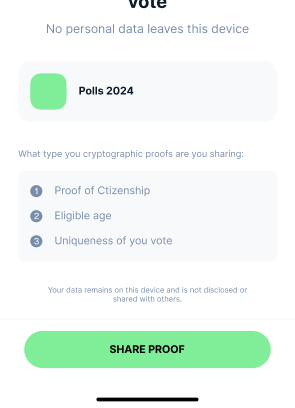 vote
No personal data leaves this device
Polls 2024
What type you cryptographic proofs are you sharing:
1 Proof of Ctizenship
2 Eligible age
3 Uniqueness of you vote
Your data remains on this device and is not disclosed or
shared with others.
SHARE PROOF